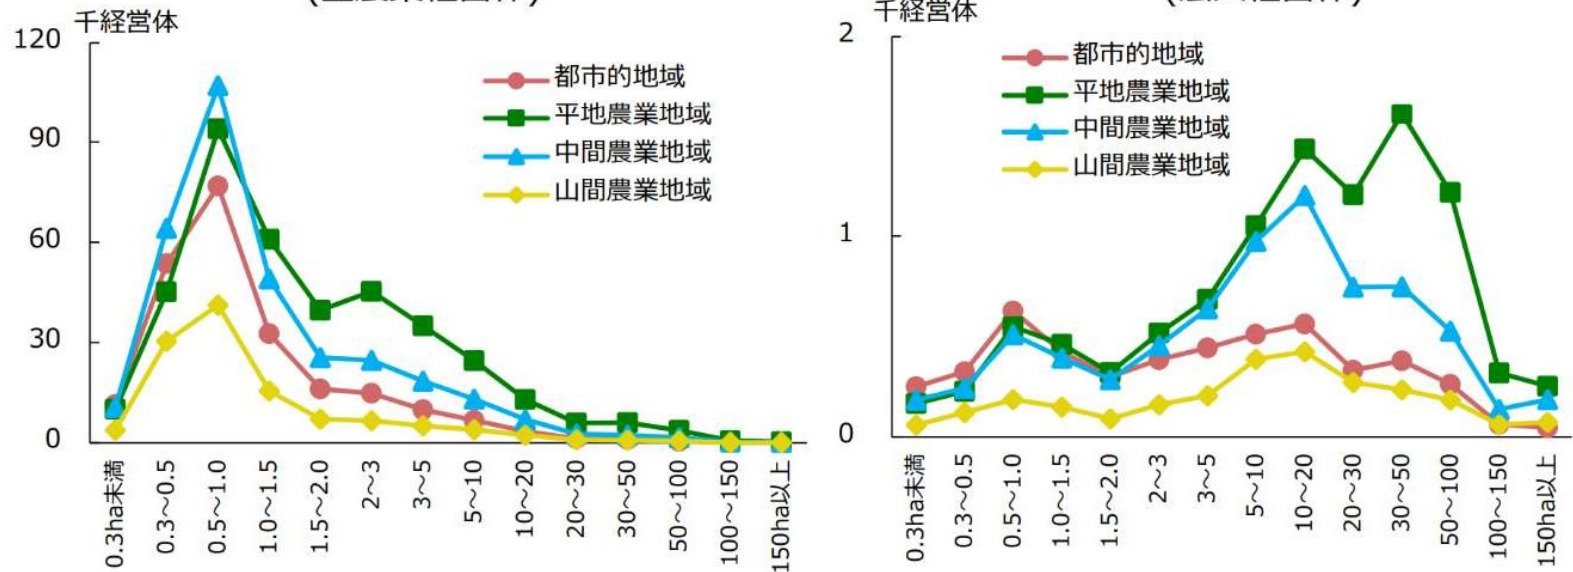 千経営体
120
90
60
30
0
都市的地域
平地農業地域
中間農業地域
山間農業地域
0.3ha未満
0.3～0.5
0.5～1.0
1.0～1.5
1.5～2.0
2～3
3～5
5～10
10～20
20～30
30～50
50～100
100～150
150ha以上
千経営体
2
1
0
都市的地域
平地農業地域
中間農業地域
山間農業地域
0.3ha未満
0.3～0.5
0.5～1.0
1.0～1.5
1.5～2.0
2～3
3～5
5～10
10～20
20～30
30～50
50～100
100～150
150ha以上